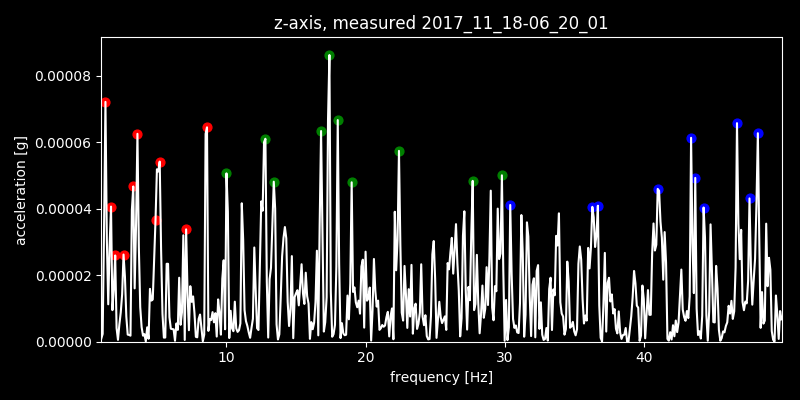 z-axis, measured 2017_11_18-06_20_01
0.00008
0.00006
0.00004
0.00002
0.00000
acceleration [g]
10 20 30 40
frequency [Hz]